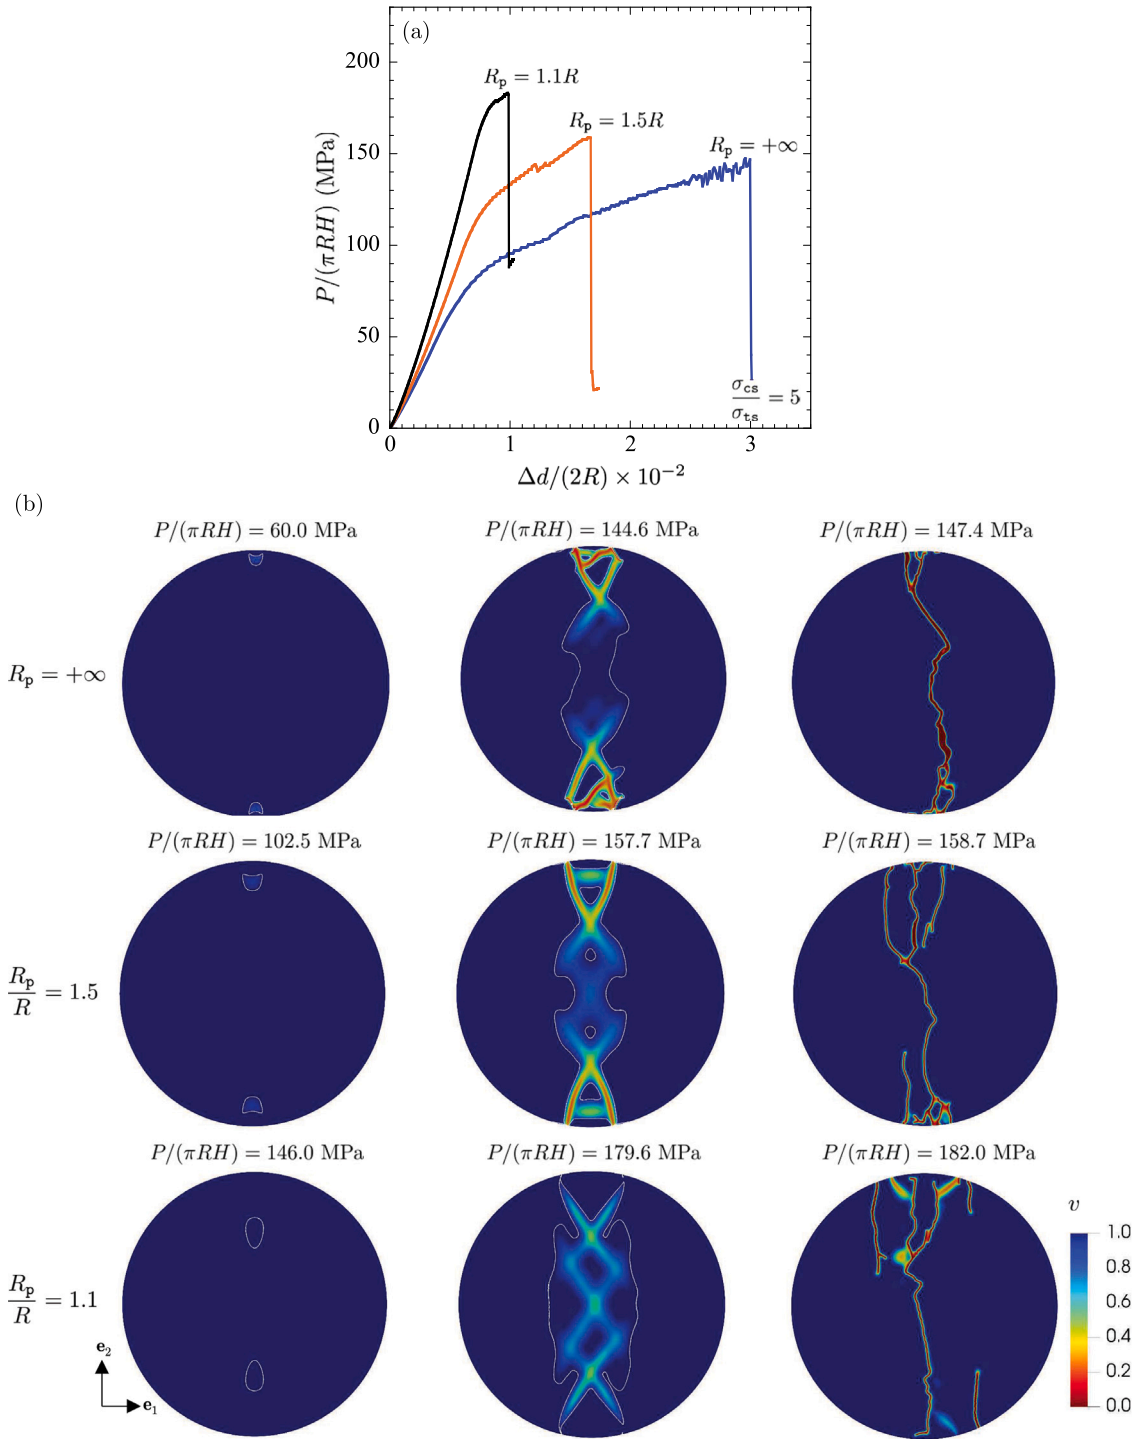 (a)
200
150
100
50
0
P/(πRH) (MPa)
R_p = 1.1R
R_p = 1.5R
R_p = +∞
σ_cs/σ_ts = 5
0 1 2 3
Δd/(2R) × 10⁻²
(b)
P/(πRH) = 60.0 MPa P/(πRH) = 144.6 MPa P/(πRH) = 147.4 MPa
R_p = +∞
P/(πRH) = 102.5 MPa P/(πRH) = 157.7 MPa P/(πRH) = 158.7 MPa
R_p/R = 1.5
P/(πRH) = 146.0 MPa P/(πRH) = 179.6 MPa P/(πRH) = 182.0 MPa
R_p/R = 1.1
e₂
e₁
v
1.0
0.8
0.6
0.4
0.2
0.0